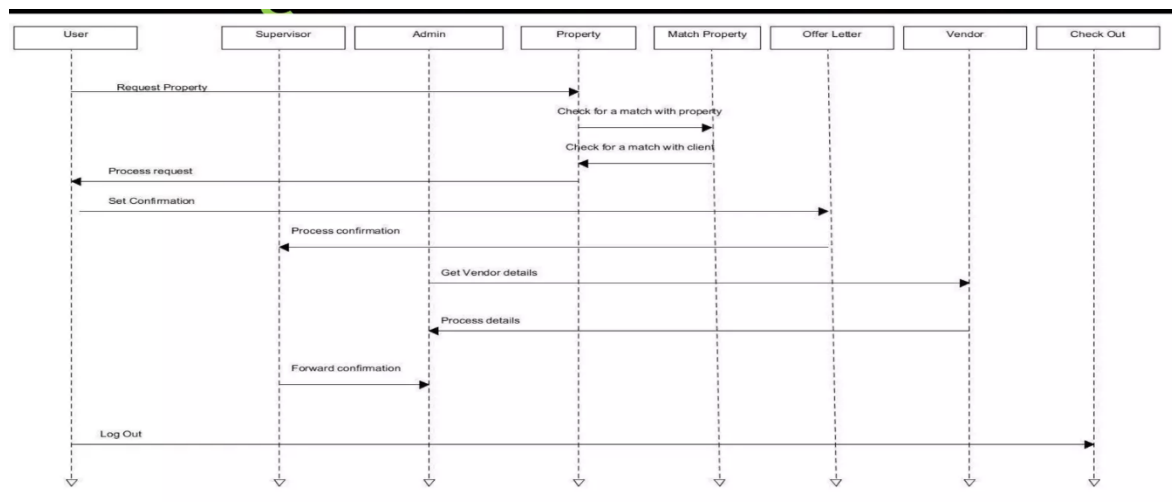 User
Supervisor
Admin
Property
Match Property
Offer Letter
Vendor
Check Out
Request Property
Check for a match with property
Check for a match with client
Process request
Set Confirmation
Process confirmation
Get Vendor details
Process details
Forward confirmation
Log Out